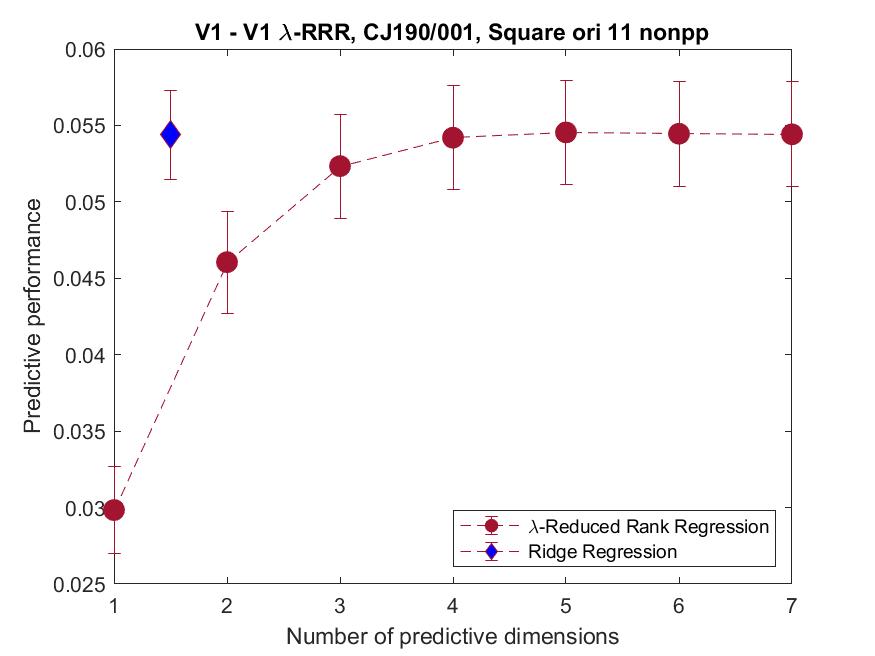 V1 - V1 λ-RRR, CJ190/001, Square ori 11 nonpp
0.06
0.055
0.05
0.045
0.04
0.035
0.03
0.025
Predictive performance
λ-Reduced Rank Regression
Ridge Regression
1 2 3 4 5 6 7
Number of predictive dimensions